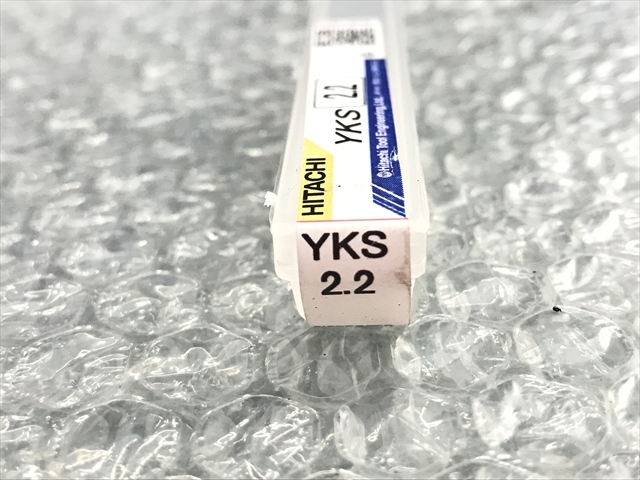 HITACHI
YKS 2.2
©Hitachi Tool Engineering, Ltd.
YKS
2.2